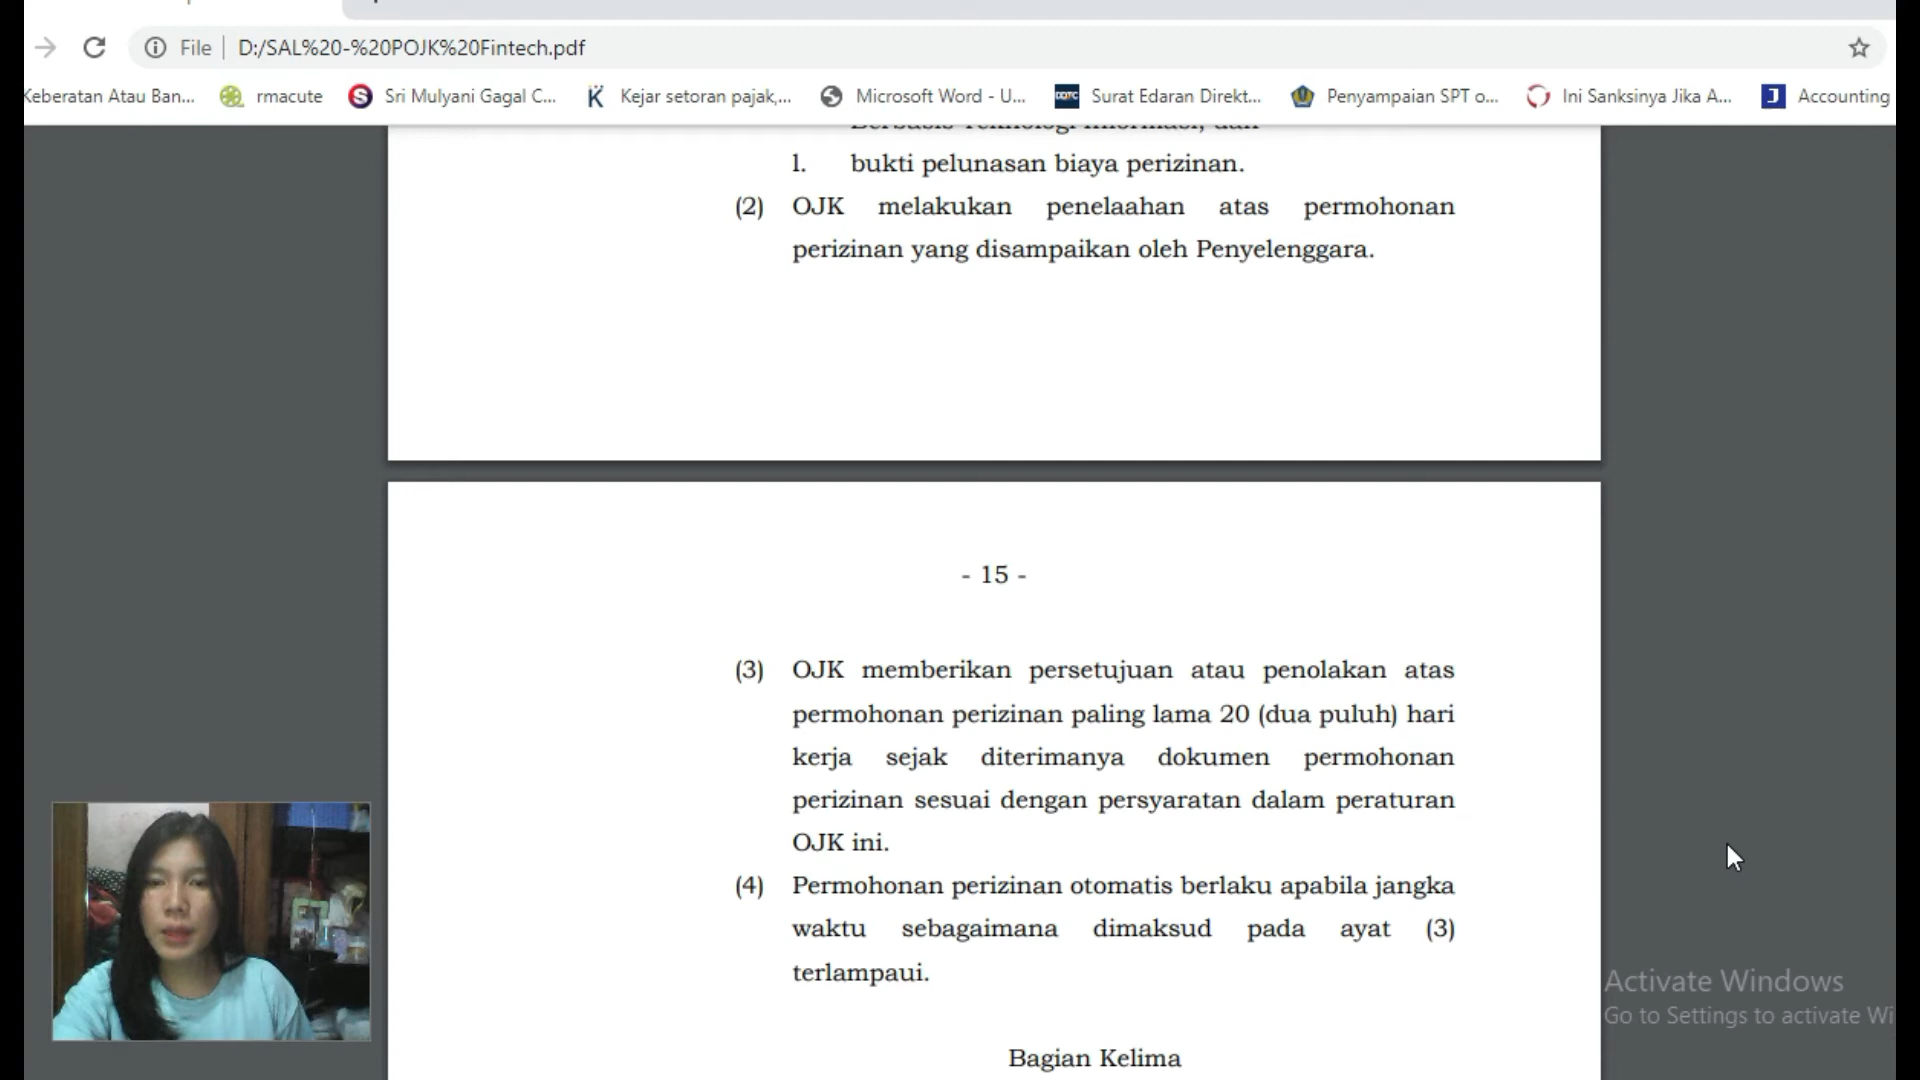 File | D:/SAL%20-%20POJK%20Fintech.pdf
Keberatan Atau Ban... rmacute Sri Mulyani Gagal C... Kejar setoran pajak,... Microsoft Word - U... Surat Edaran Direkt... Penyampaian SPT o... Ini Sanksinya Jika A... Accounting
Berbasis Teknologi Informasi; dan
l. bukti pelunasan biaya perizinan.
(2) OJK melakukan penelaahan atas permohonan
perizinan yang disampaikan oleh Penyelenggara.
- 15 -
(3) OJK memberikan persetujuan atau penolakan atas
permohonan perizinan paling lama 20 (dua puluh) hari
kerja sejak diterimanya dokumen permohonan
perizinan sesuai dengan persyaratan dalam peraturan
OJK ini.
(4) Permohonan perizinan otomatis berlaku apabila jangka
waktu sebagaimana dimaksud pada ayat (3)
terlampaui.
Bagian Kelima
Activate Windows
Go to Settings to activate Wi